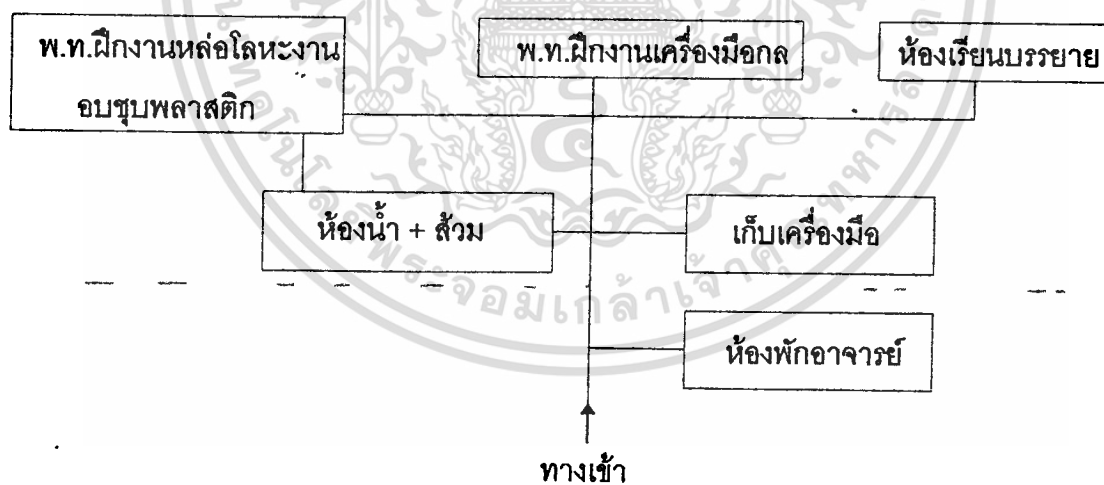 พ.ท.ฝึกงานหล่อโลหะงาน
อบชุบพลาสติก
พ.ท.ฝึกงานเครื่องมือกล
ห้องเรียนบรรยาย
ห้องน้ำ + ส้วม
เก็บเครื่องมือ
ห้องพักอาจารย์
ทางเข้า